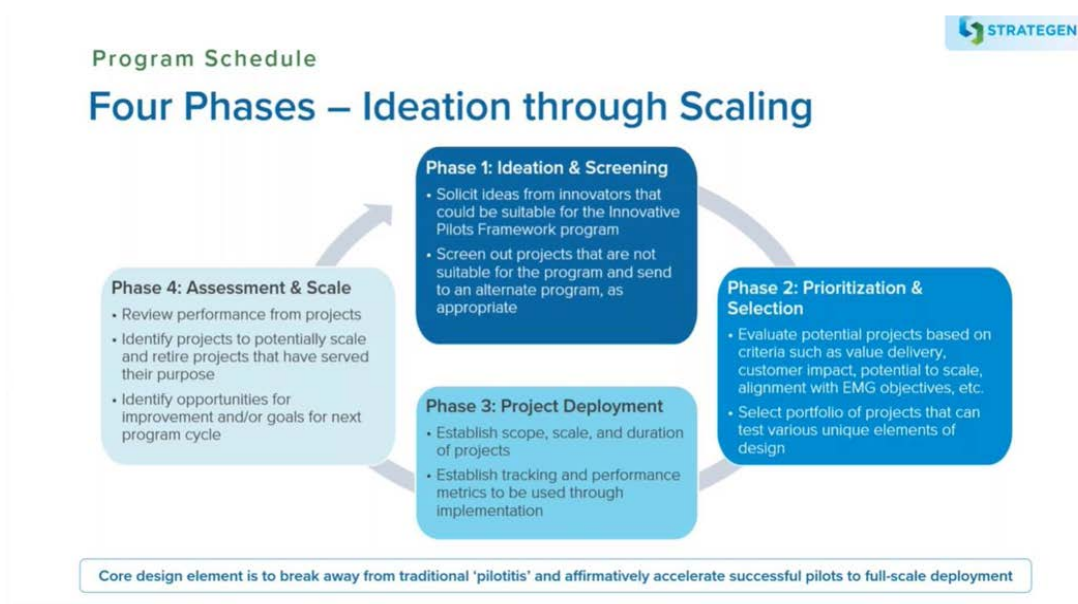 STRATEGEN
Program Schedule
Four Phases – Ideation through Scaling
Phase 1: Ideation & Screening
• Solicit ideas from innovators that
could be suitable for the Innovative
Pilots Framework program
• Screen out projects that are not
suitable for the program and send
to an alternate program, as
appropriate
Phase 2: Prioritization &
Selection
• Evaluate potential projects based on
criteria such as value delivery,
customer impact, potential to scale,
alignment with EMG objectives, etc.
• Select portfolio of projects that can
test various unique elements of
design
Phase 3: Project Deployment
• Establish scope, scale, and duration
of projects
• Establish tracking and performance
metrics to be used through
implementation
Phase 4: Assessment & Scale
• Review performance from projects
• Identify projects to potentially scale
and retire projects that have served
their purpose
• Identify opportunities for
improvement and/or goals for next
program cycle
Core design element is to break away from traditional ‘pilotitis’ and affirmatively accelerate successful pilots to full-scale deployment